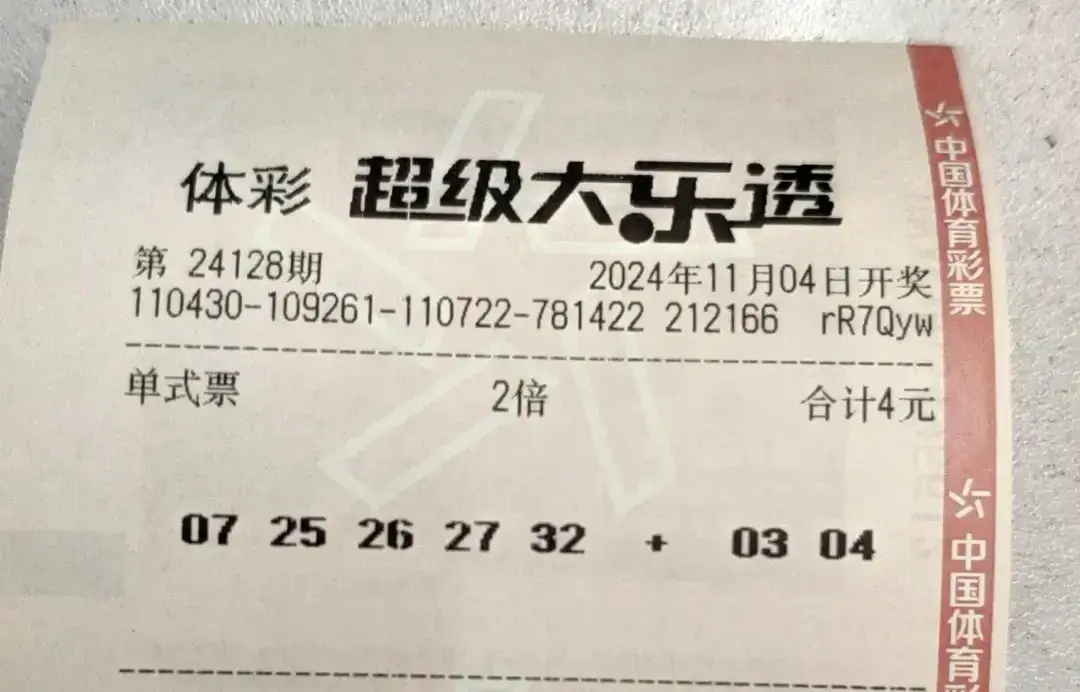 体彩 超级大乐透
第 24128期 2024年11月04日开奖
110430-109261-110722-781422 212166 rR7Qyw
单式票 2倍 合计4元
07 25 26 27 32 + 03 04
中国体育彩票
中国体育彩